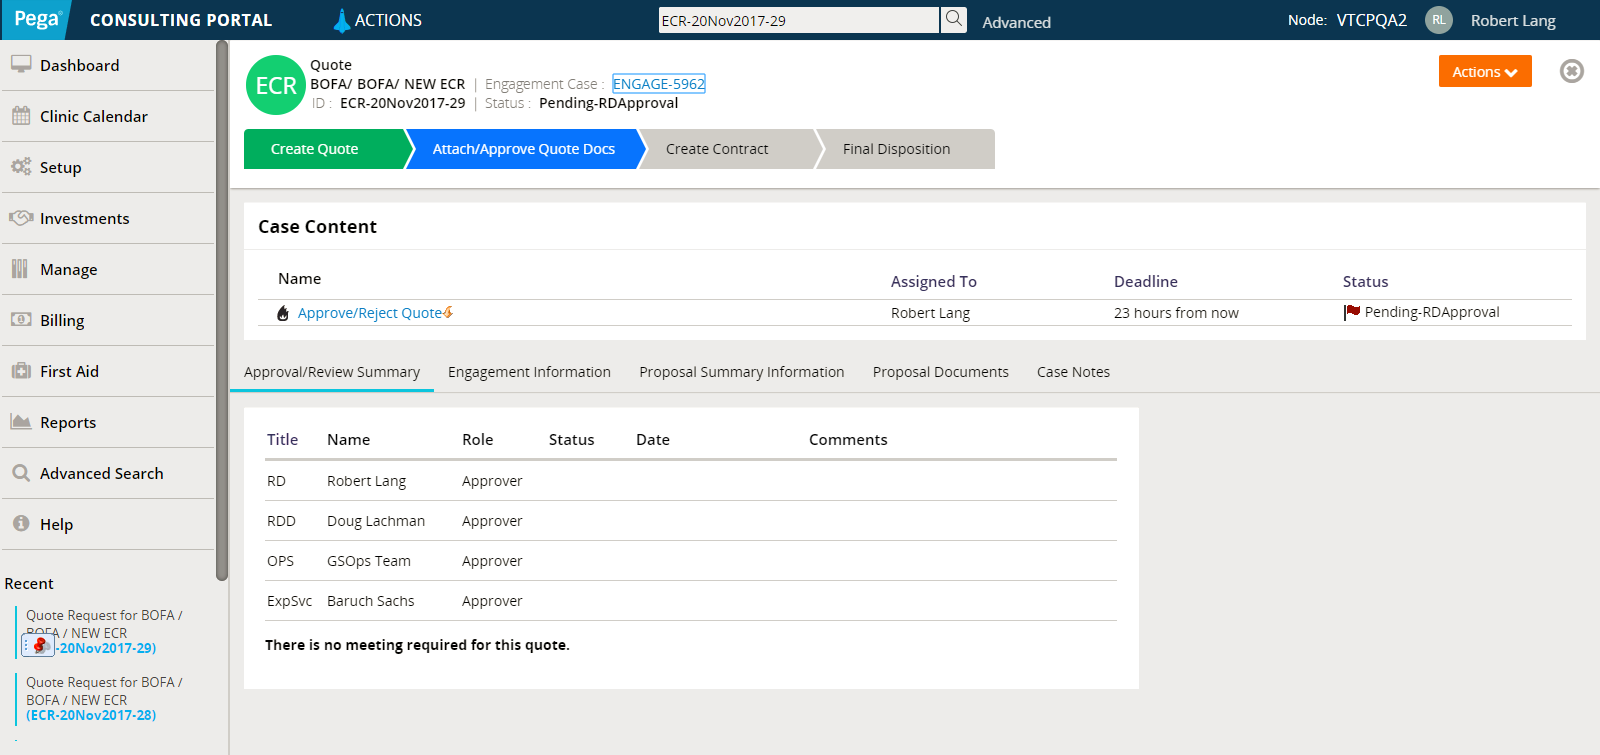 Pega CONSULTING PORTAL ACTIONS ECR-20Nov2017-29 Advanced Node: VTCPQA2 RL Robert Lang
Dashboard
Clinic Calendar
Setup
Investments
Manage
Billing
First Aid
Reports
Advanced Search
Help
Recent
Quote Request for BOFA /
BOFA / NEW ECR
-20Nov2017-29)
Quote Request for BOFA /
BOFA / NEW ECR
(ECR-20Nov2017-28)
ECR
Quote
BOFA/ BOFA/ NEW ECR | Engagement Case : ENGAGE-5962
ID : ECR-20Nov2017-29 | Status : Pending-RDApproval
Actions
Create Quote Attach/Approve Quote Docs Create Contract Final Disposition
Case Content
Name Assigned To Deadline Status
Approve/Reject Quote Robert Lang 23 hours from now Pending-RDApproval
Approval/Review Summary Engagement Information Proposal Summary Information Proposal Documents Case Notes
Title Name Role Status Date Comments
RD Robert Lang Approver
RDD Doug Lachman Approver
OPS GSOps Team Approver
ExpSvc Baruch Sachs Approver
There is no meeting required for this quote.